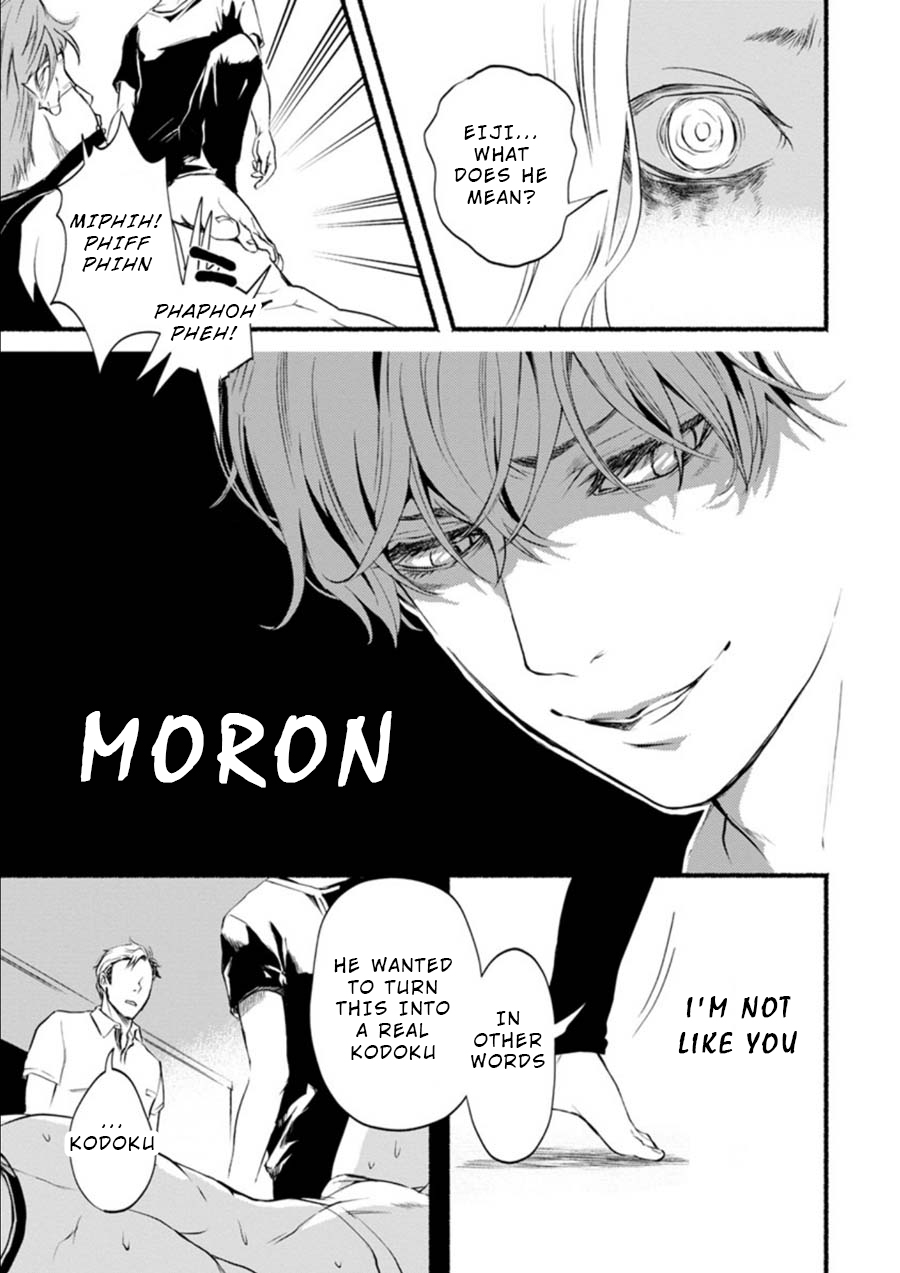 EIJI...
WHAT
DOES HE
MEAN?
MIPHIH!
PHIFF
PHIHN
PHAPHOH
PHEH!
MORON
I'M NOT
LIKE YOU
IN
OTHER
WORDS
HE WANTED
TO TURN
THIS INTO
A REAL
KODOKU
...
KODOKU